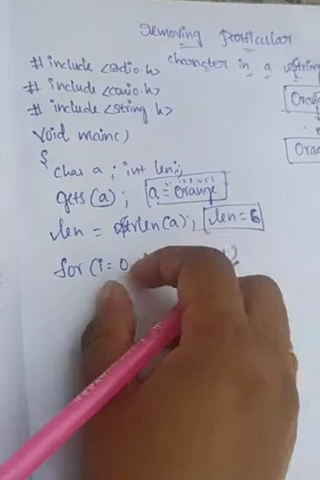 Removing particular
character in a string
# include <stdio.h>
# include <conio.h>
# include <string.h>
void main()
{
char a; int len;
gets(a); a = orange
len = strlen(a); len = 6
for (i = 0